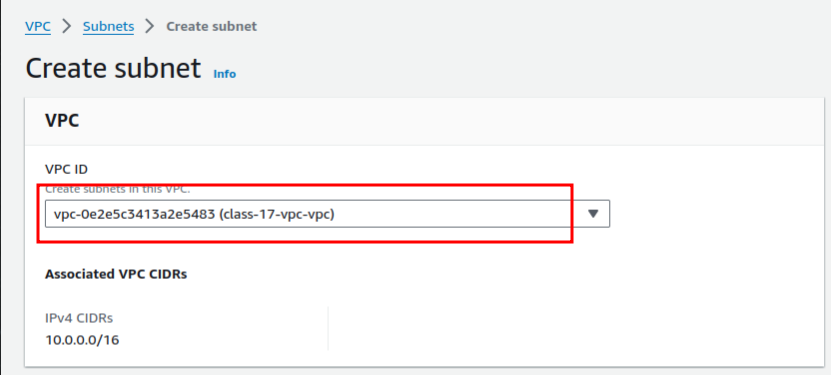 VPC > Subnets > Create subnet
Create subnet Info
VPC
VPC ID
Create subnets in this VPC.
vpc-0e2e5c3413a2e5483 (class-17-vpc-vpc)
Associated VPC CIDRs
IPv4 CIDRs
10.0.0.0/16